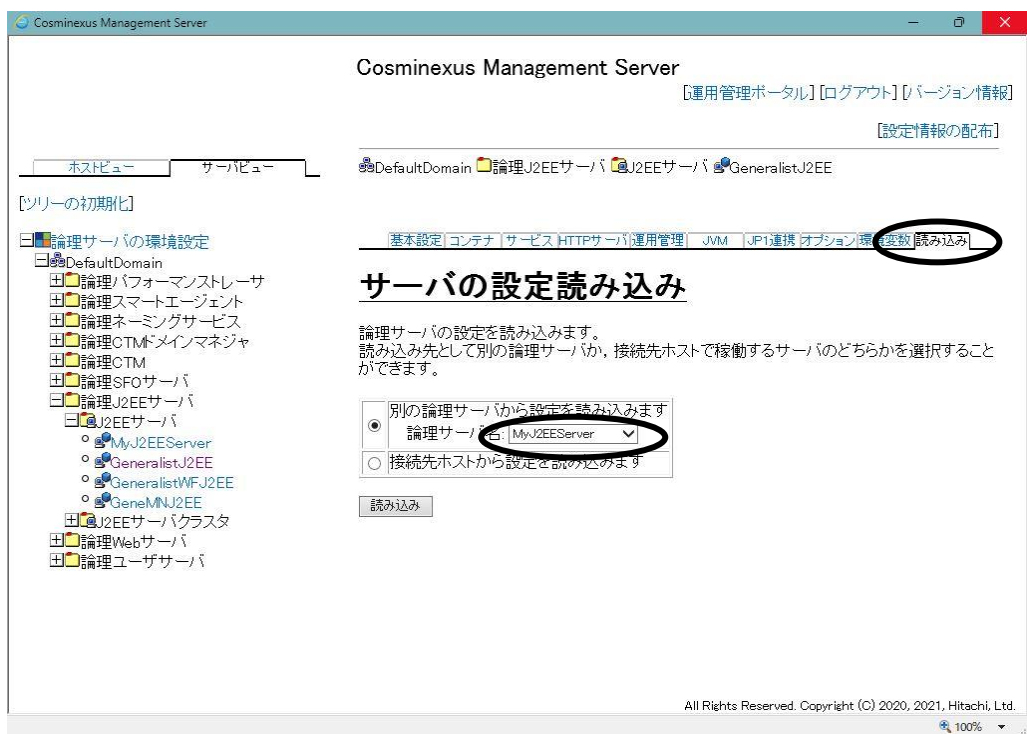 Cosminexus Management Server
Cosminexus Management Server
[運用管理ポータル] [ログアウト] [バージョン情報]
[設定情報の配布]
ホストビュー サーバビュー
DefaultDomain 論理J2EEサーバ J2EEサーバ GeneralistJ2EE
[ツリーの初期化]
論理サーバの環境設定
DefaultDomain
論理パフォーマンストレーサ
論理スマートエージェント
論理ネーミングサービス
論理CTMドメインマネジャ
論理CTM
論理SFOサーバ
論理J2EEサーバ
J2EEサーバ
MyJ2EEServer
GeneralistJ2EE
GeneralistWFJ2EE
GeneMNJ2EE
J2EEサーバクラスタ
論理Webサーバ
論理ユーザサーバ
基本設定 コンテナ サービス HTTPサーバ 運用管理 JVM JP1連携 オプション 環境変数 読み込み
サーバの設定読み込み
論理サーバの設定を読み込みます。
読み込み先として別の論理サーバか，接続先ホストで稼働するサーバのどちらかを選択すること
ができます。
別の論理サーバから設定を読み込みます
論理サーバ名: MyJ2EEServer
接続先ホストから設定を読み込みます
読み込み
All Rights Reserved. Copyright (C) 2020, 2021, Hitachi, Ltd.
100%